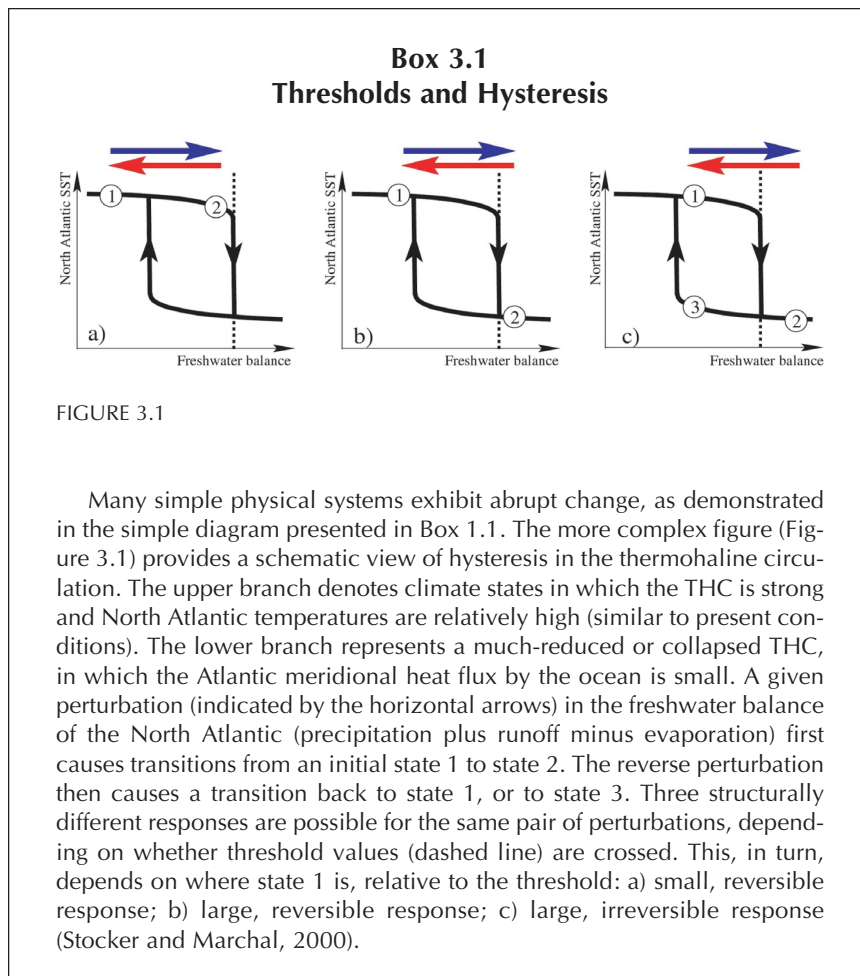 Box 3.1
Thresholds and Hysteresis
North Atlantic SST
1
2
a)
Freshwater balance
North Atlantic SST
1
2
b)
Freshwater balance
North Atlantic SST
1
3
2
c)
Freshwater balance
FIGURE 3.1
Many simple physical systems exhibit abrupt change, as demonstrated
in the simple diagram presented in Box 1.1. The more complex figure (Fig-
ure 3.1) provides a schematic view of hysteresis in the thermohaline circu-
lation. The upper branch denotes climate states in which the THC is strong
and North Atlantic temperatures are relatively high (similar to present con-
ditions). The lower branch represents a much-reduced or collapsed THC,
in which the Atlantic meridional heat flux by the ocean is small. A given
perturbation (indicated by the horizontal arrows) in the freshwater balance
of the North Atlantic (precipitation plus runoff minus evaporation) first
causes transitions from an initial state 1 to state 2. The reverse perturbation
then causes a transition back to state 1, or to state 3. Three structurally
different responses are possible for the same pair of perturbations, depend-
ing on whether threshold values (dashed line) are crossed. This, in turn,
depends on where state 1 is, relative to the threshold: a) small, reversible
response; b) large, reversible response; c) large, irreversible response
(Stocker and Marchal, 2000).